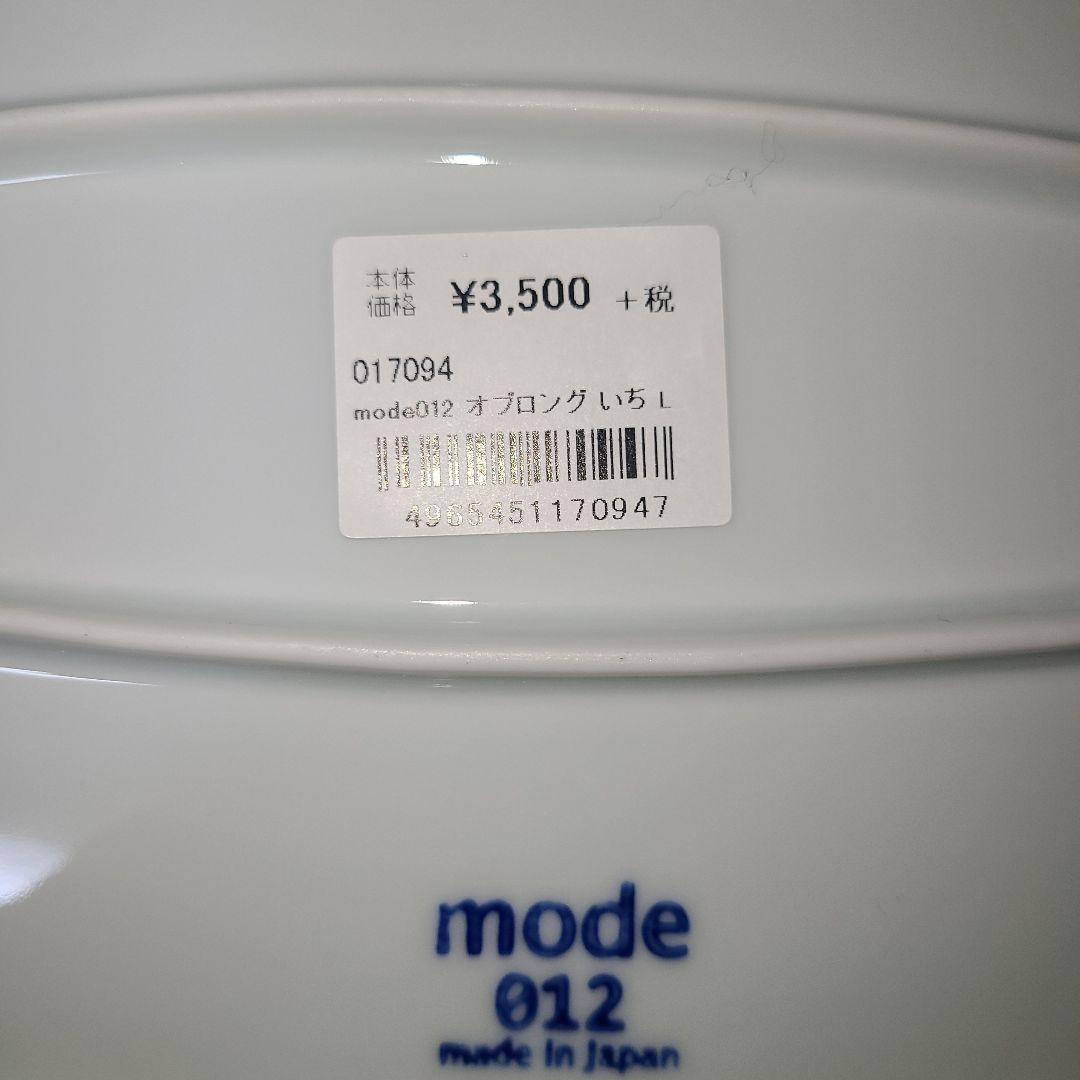 本体
価格 ¥3,500 +税
017094
mode012 オブロング いち L
4965451170947
mode
012
made in Japan